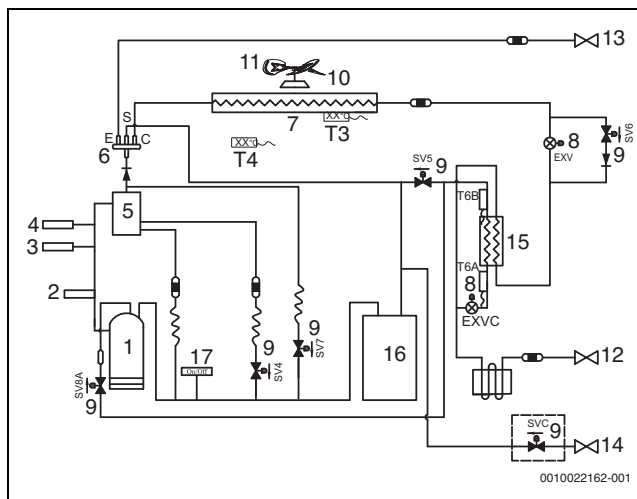 13
11
10
S
E
C
6
7
XX°C
T3
XX°C
T4
8
EXV
SV6
9
SV5
9
5
4
3
2
T6B
15
T6A
8
EXVC
1
17
On/Off
9
SV4
9
SV7
16
SV8A
9
12
SVC
9
14
0010022162-001